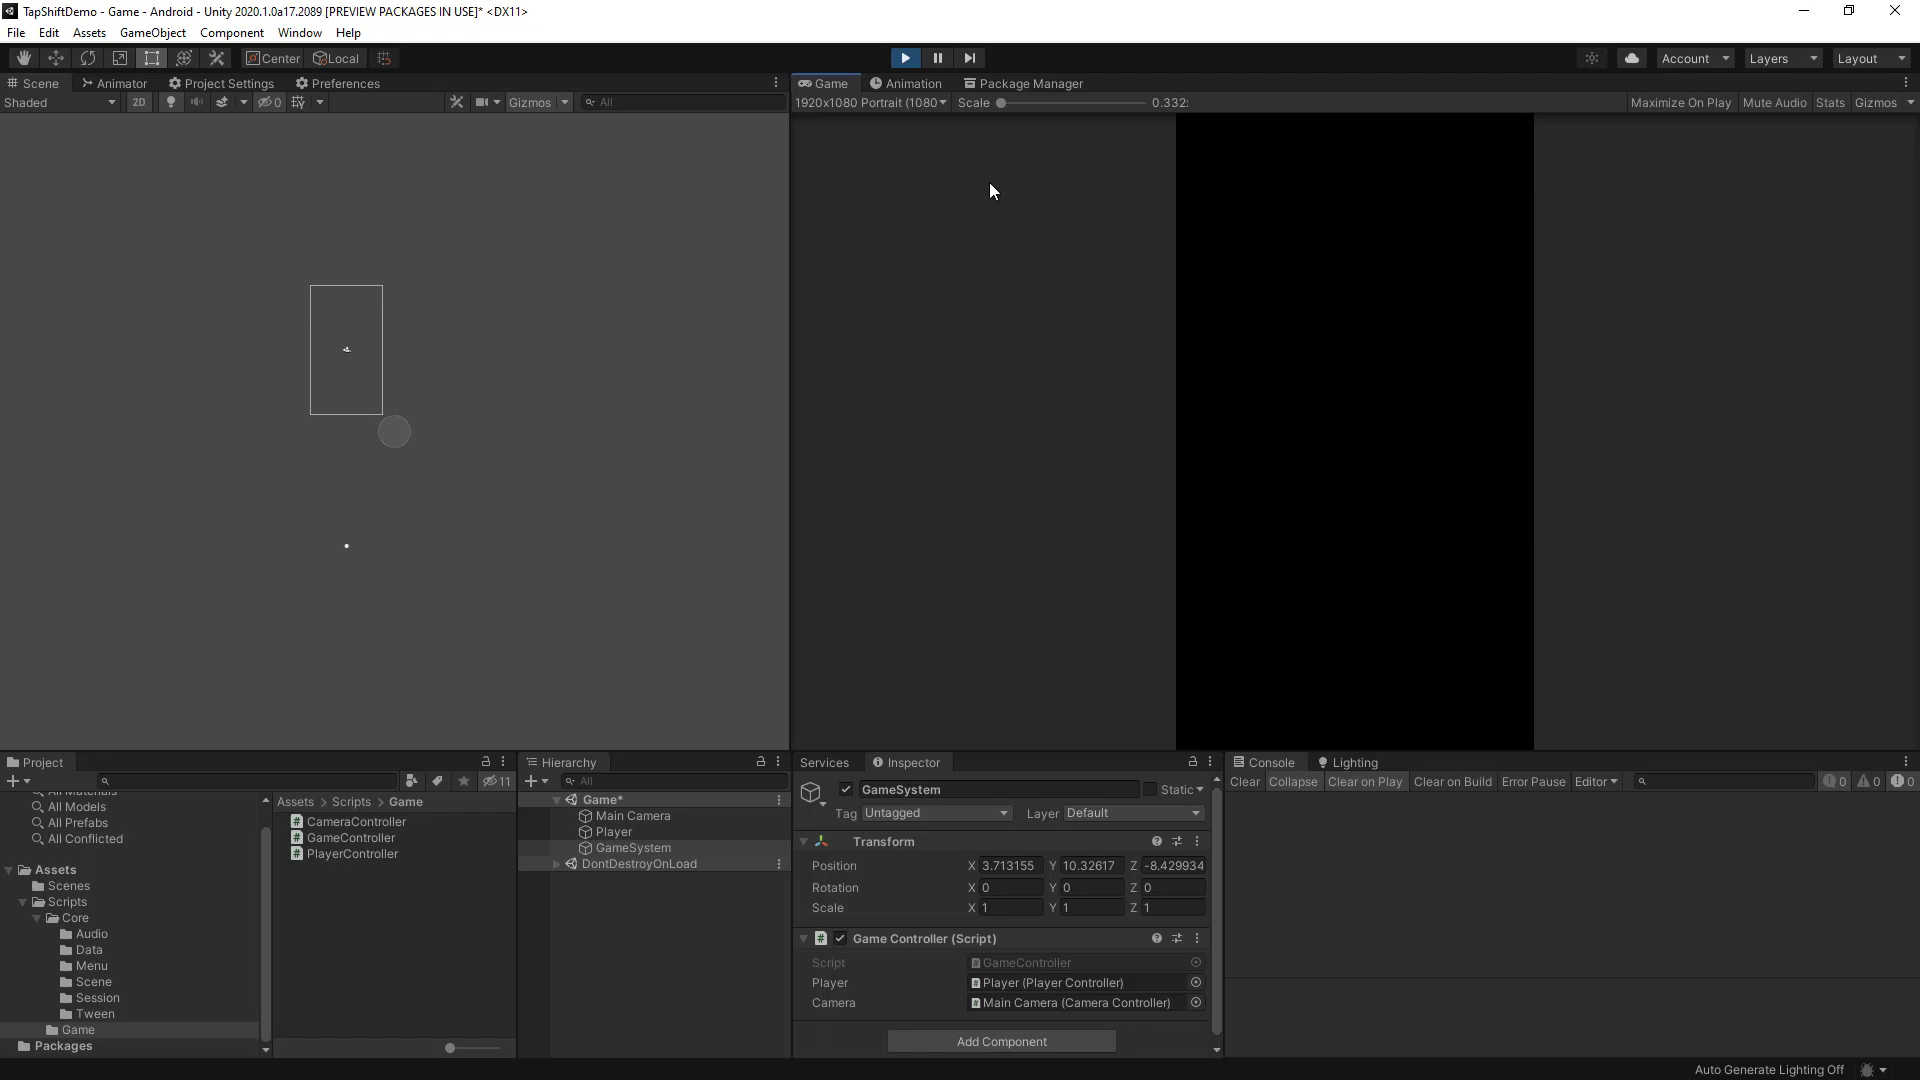 TapShiftDemo - Game - Android - Unity 2020.1.0a17.2089 [PREVIEW PACKAGES IN USE]* <DX11>
File Edit Assets GameObject Component Window Help
Center Local Account Layers Layout
Scene Animator Project Settings Preferences
Game Animation Package Manager
Shaded 2D 0 Gizmos All
1920x1080 Portrait (1080 Scale 0.332: Maximize On Play Mute Audio Stats Gizmos
Project
11
All Models
All Prefabs
All Conflicted
Assets
Scenes
Scripts
Core
Audio
Data
Menu
Scene
Session
Tween
Game
Packages
Assets > Scripts > Game
CameraController
GameController
PlayerController
Hierarchy
All
Game*
Main Camera
Player
GameSystem
DontDestroyOnLoad
Services Inspector
GameSystem Static
Tag Untagged Layer Default
Transform
Position X 3.713155 Y 10.32617 Z -8.429934
Rotation X 0 Y 0 Z 0
Scale X 1 Y 1 Z 1
Game Controller (Script)
Script GameController
Player Player (Player Controller)
Camera Main Camera (Camera Controller)
Add Component
Console Lighting
Clear Collapse Clear on Play Clear on Build Error Pause Editor 0 0 0
Auto Generate Lighting Off